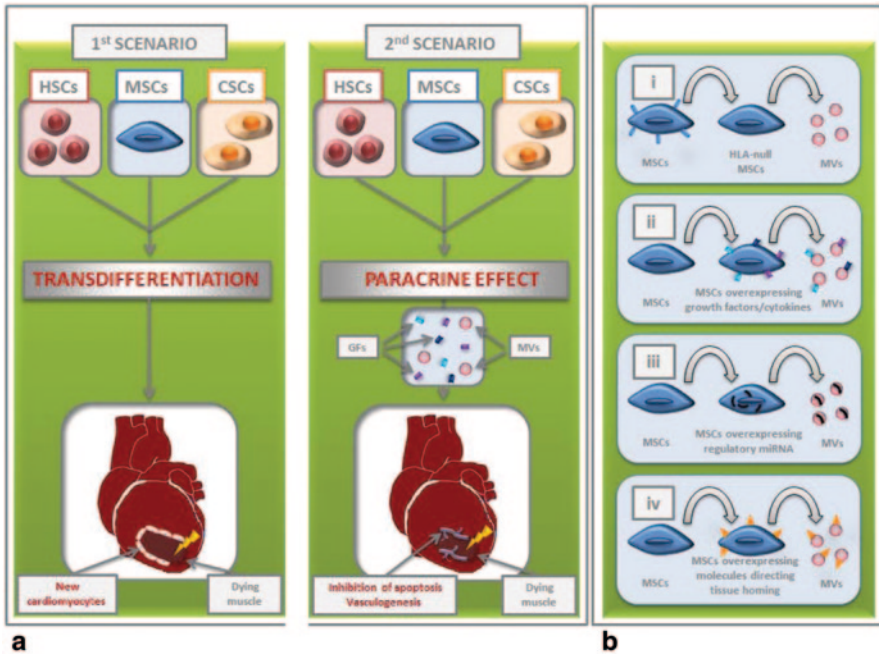 1st SCENARIO
HSCs MSCs CSCs
TRANSDIFFERENTIATION
New
cardiomyocytes
Dying
muscle
2nd SCENARIO
HSCs MSCs CSCs
PARACRINE EFFECT
GFs MVs
Inhibition of apoptosis
Vasculogenesis
Dying
muscle
a
i
MSCs
HLA-null
MSCs
MVs
ii
MSCs
MSCs overexpressing
growth factors/cytokines
MVs
iii
MSCs
MSCs overexpressing
regulatory miRNA
MVs
iv
MSCs
MSCs overexpressing
molecules directing
tissue homing
MVs
b